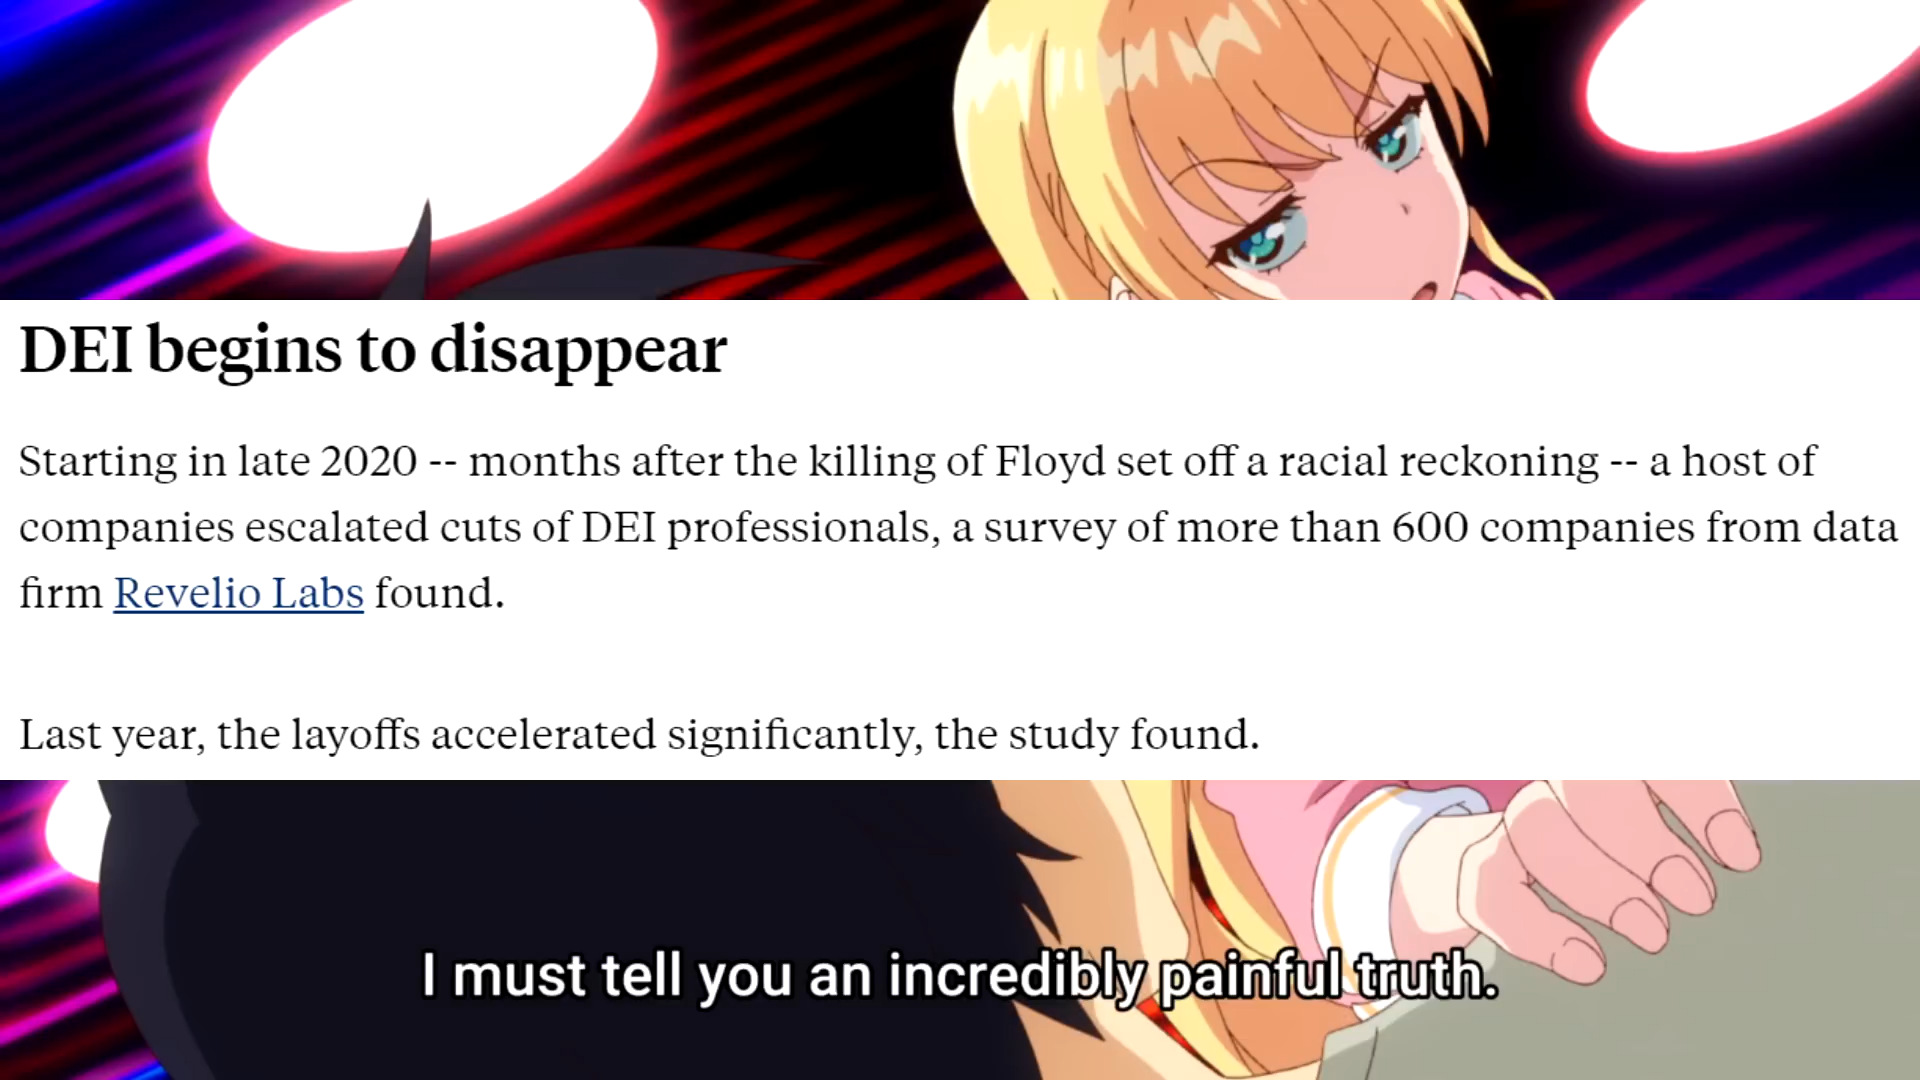 DEI begins to disappear
Starting in late 2020 -- months after the killing of Floyd set off a racial reckoning -- a host of
companies escalated cuts of DEI professionals, a survey of more than 600 companies from data
firm Revelio Labs found.
Last year, the layoffs accelerated significantly, the study found.
I must tell you an incredibly painful truth.